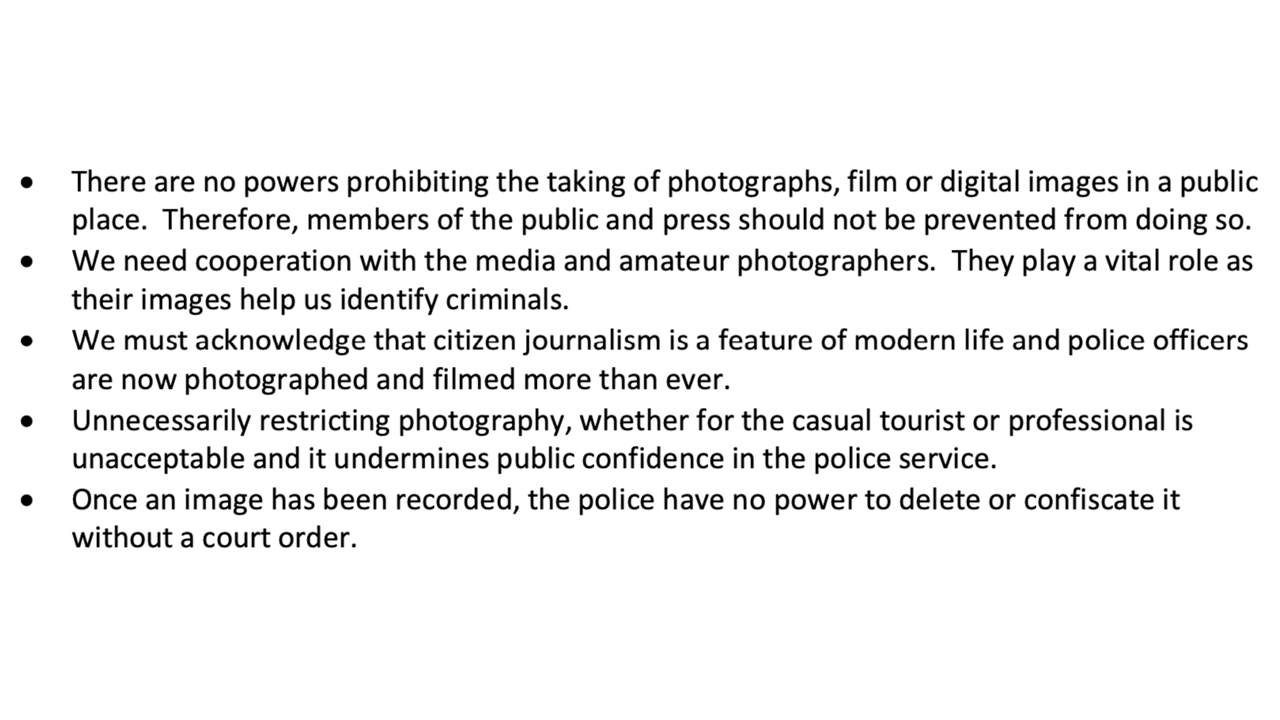 • There are no powers prohibiting the taking of photographs, film or digital images in a public
place.  Therefore, members of the public and press should not be prevented from doing so.
• We need cooperation with the media and amateur photographers.  They play a vital role as
their images help us identify criminals.
• We must acknowledge that citizen journalism is a feature of modern life and police officers
are now photographed and filmed more than ever.
• Unnecessarily restricting photography, whether for the casual tourist or professional is
unacceptable and it undermines public confidence in the police service.
• Once an image has been recorded, the police have no power to delete or confiscate it
without a court order.